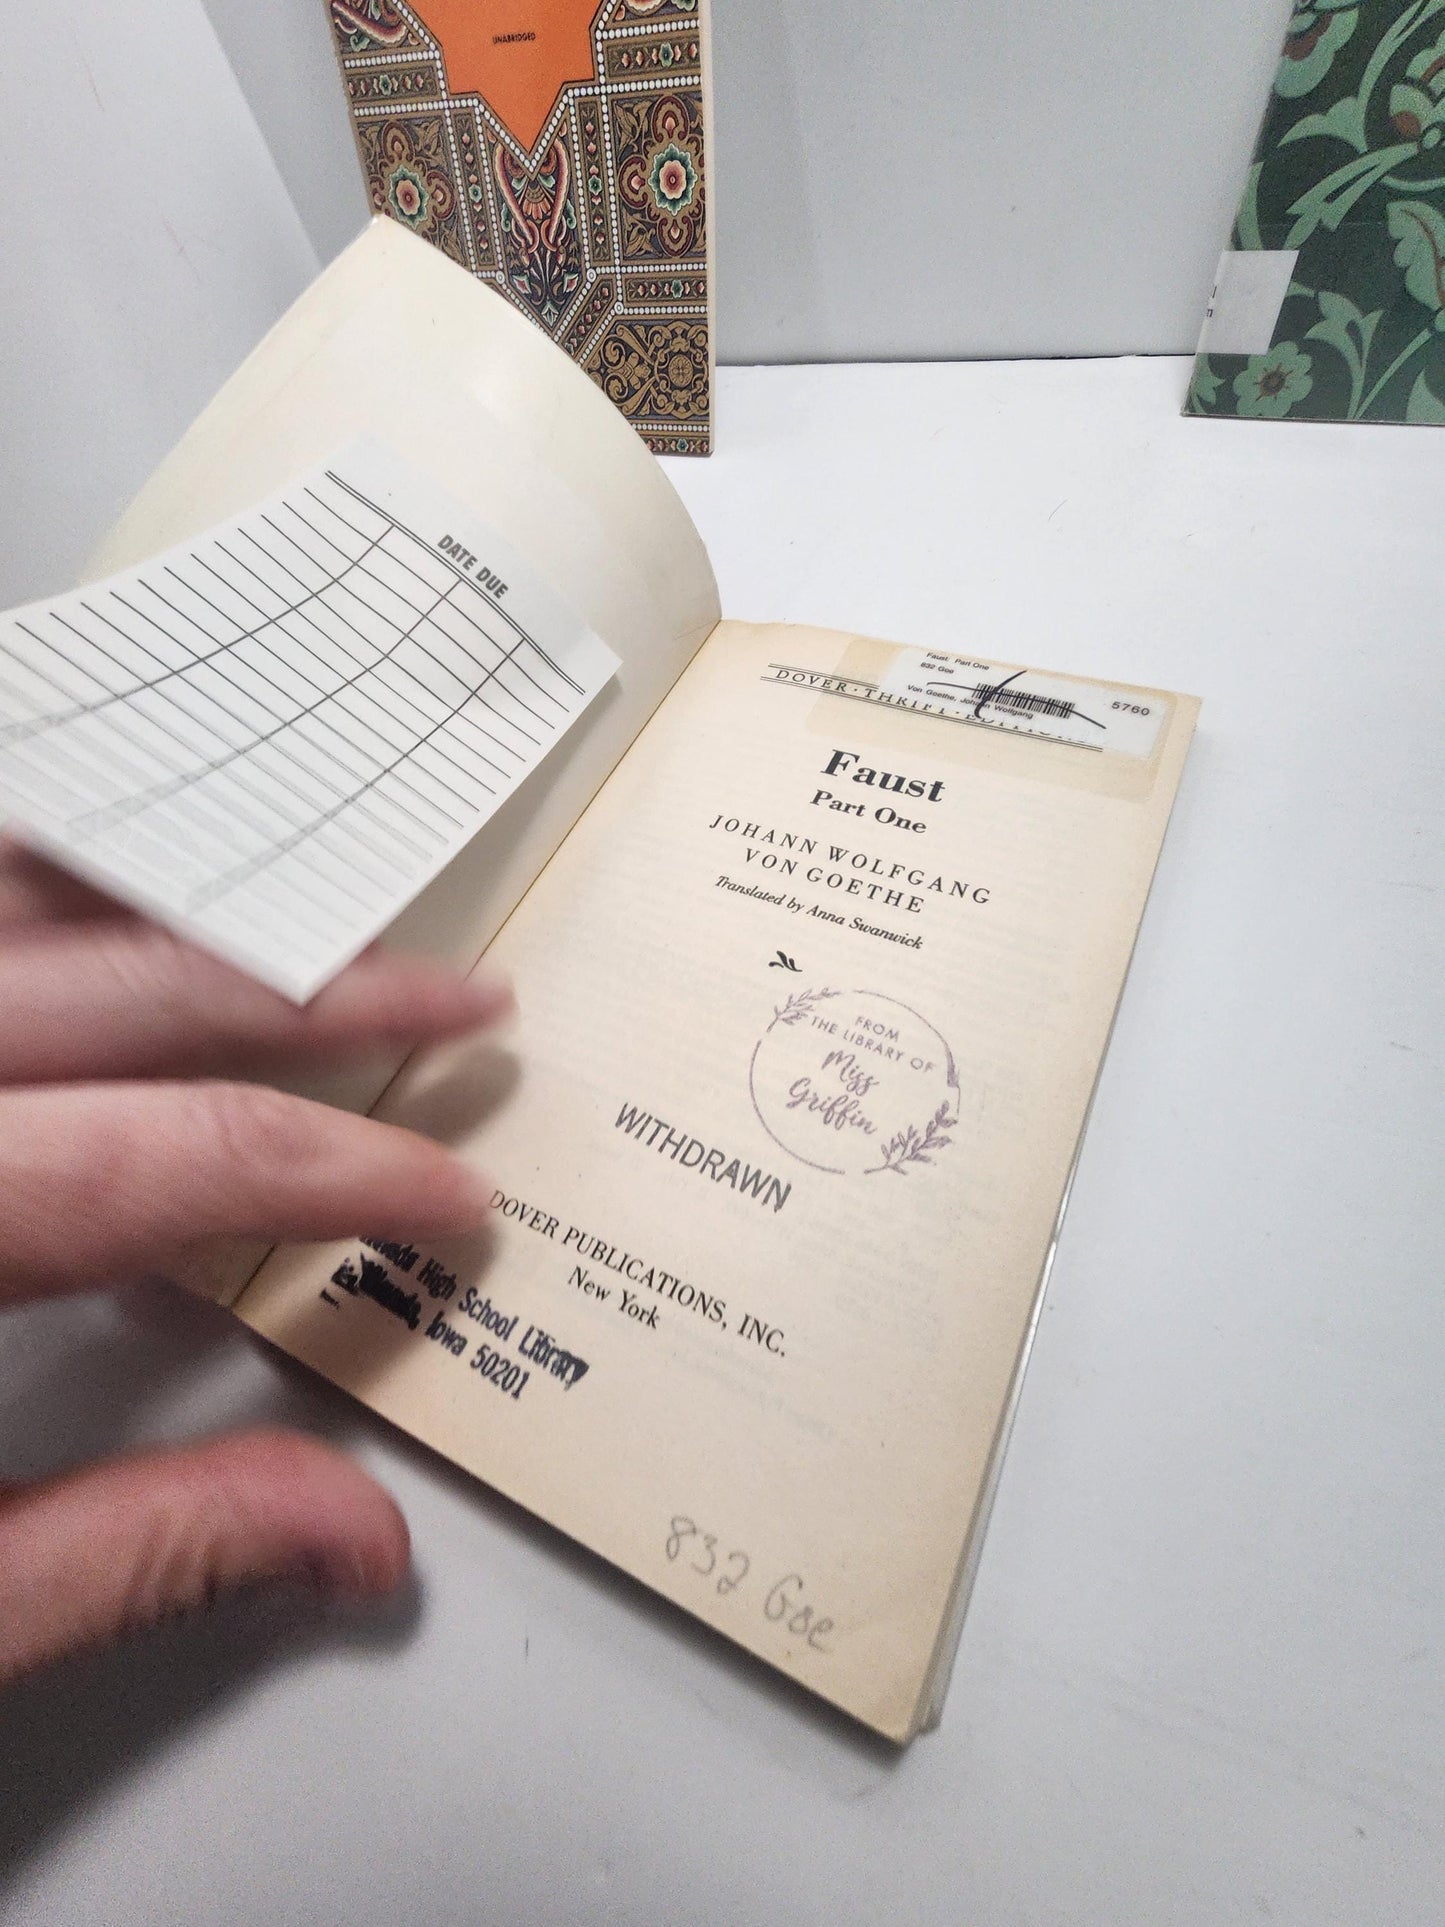 UNABRIDGED
DATE DUE
Faust: Part One
832 Goe
Von Goethe, Johann Wolfgang
5760
DOVER · THRIFT · EDITIONS
Faust
Part One
JOHANN WOLFGANG
VON GOETHE
Translated by Anna Swanwick
FROM
THE LIBRARY OF
Miss
Griffin
WITHDRAWN
DOVER PUBLICATIONS, INC.
New York
High School Library
Iowa 50201
832 Goe